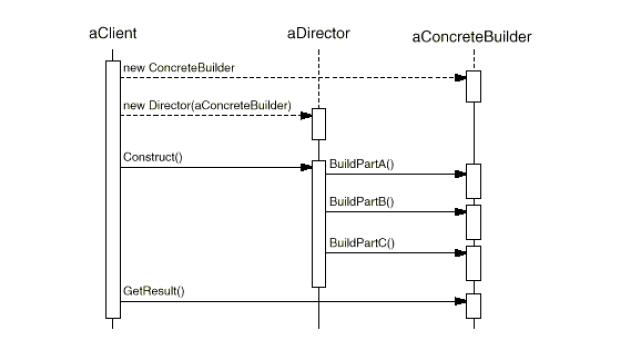 aClient
aDirector
aConcreteBuilder
new ConcreteBuilder
new Director(aConcreteBuilder)
Construct()
BuildPartA()
BuildPartB()
BuildPartC()
GetResult()